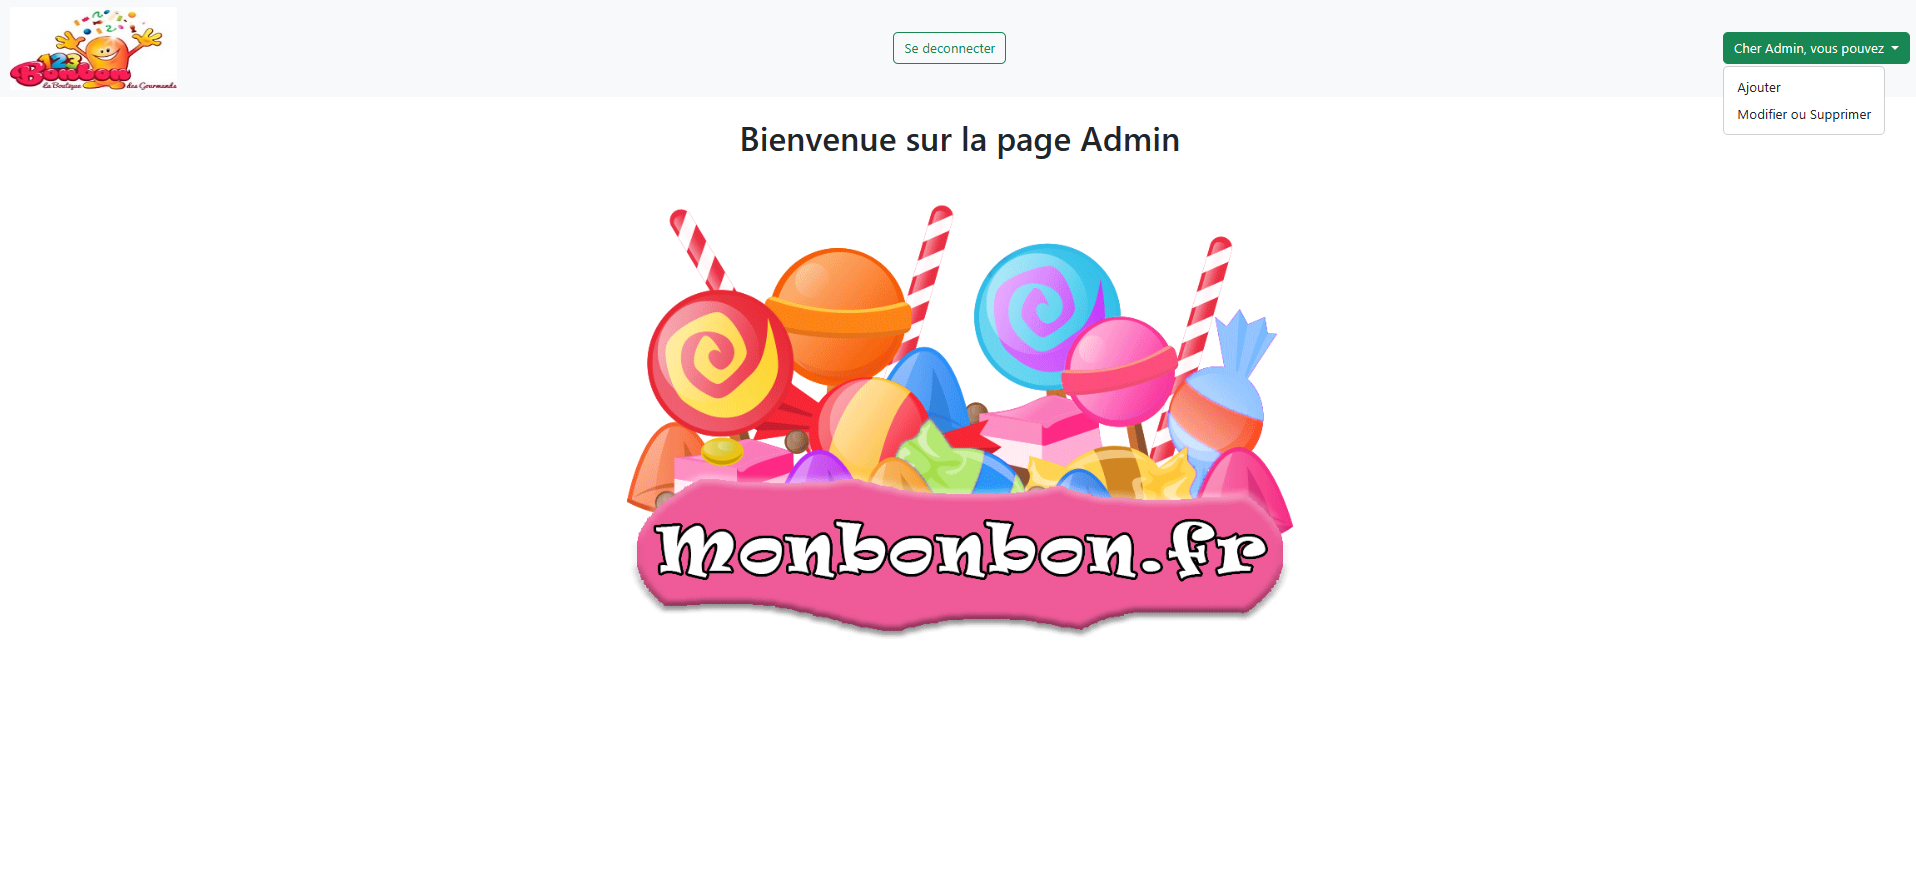 123
Bonbon
La Boutique des Gourmands
Se deconnecter
Cher Admin, vous pouvez
Ajouter
Modifier ou Supprimer
Bienvenue sur la page Admin
Monbonbon.fr